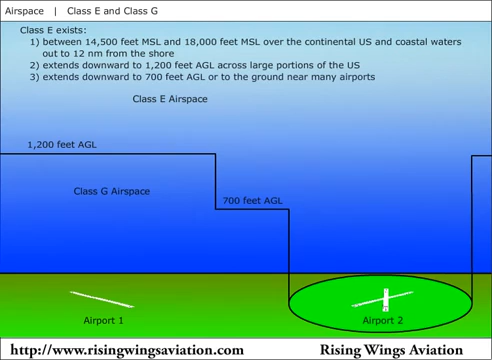 Airspace | Class E and Class G
Class E exists:
1) between 14,500 feet MSL and 18,000 feet MSL over the continental US and coastal waters
out to 12 nm from the shore
2) extends downward to 1,200 feet AGL across large portions of the US
3) extends downward to 700 feet AGL or to the ground near many airports
Class E Airspace
1,200 feet AGL
Class G Airspace
700 feet AGL
Airport 1
Airport 2
http://www.risingwingsaviation.com
Rising Wings Aviation